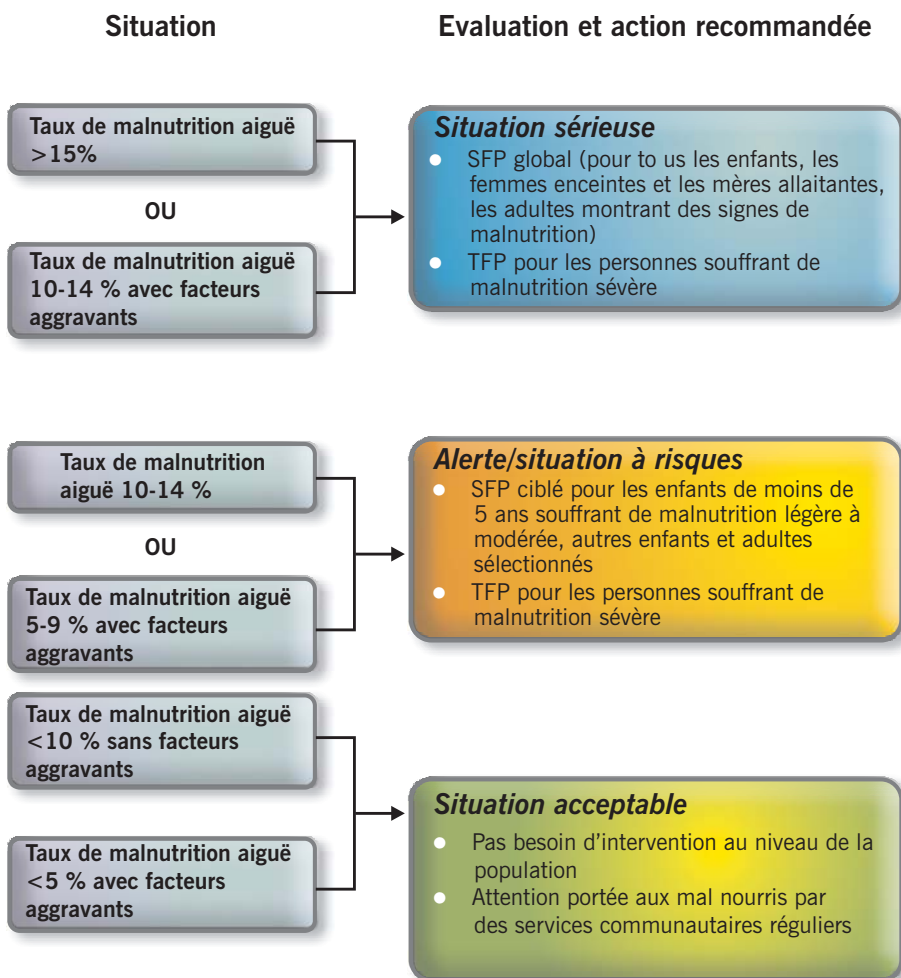 Situation
Evaluation et action recommandée
Taux de malnutrition aiguë
>15%
OU
Taux de malnutrition aiguë
10-14 % avec facteurs
aggravants
Situation sérieuse
● SFP global (pour to us les enfants, les
femmes enceintes et les mères allaitantes,
les adultes montrant des signes de
malnutrition)
● TFP pour les personnes souffrant de
malnutrition sévère
Taux de malnutrition
aiguë 10-14 %
OU
Taux de malnutrition aiguë
5-9 % avec facteurs
aggravants
Alerte/situation à risques
● SFP ciblé pour les enfants de moins de
5 ans souffrant de malnutrition légère à
modérée, autres enfants et adultes
sélectionnés
● TFP pour les personnes souffrant de
malnutrition sévère
Taux de malnutrition aiguë
<10 % sans facteurs
aggravants
Taux de malnutrition aiguë
<5 % avec facteurs
aggravants
Situation acceptable
● Pas besoin d'intervention au niveau de la
population
● Attention portée aux mal nourris par
des services communautaires réguliers